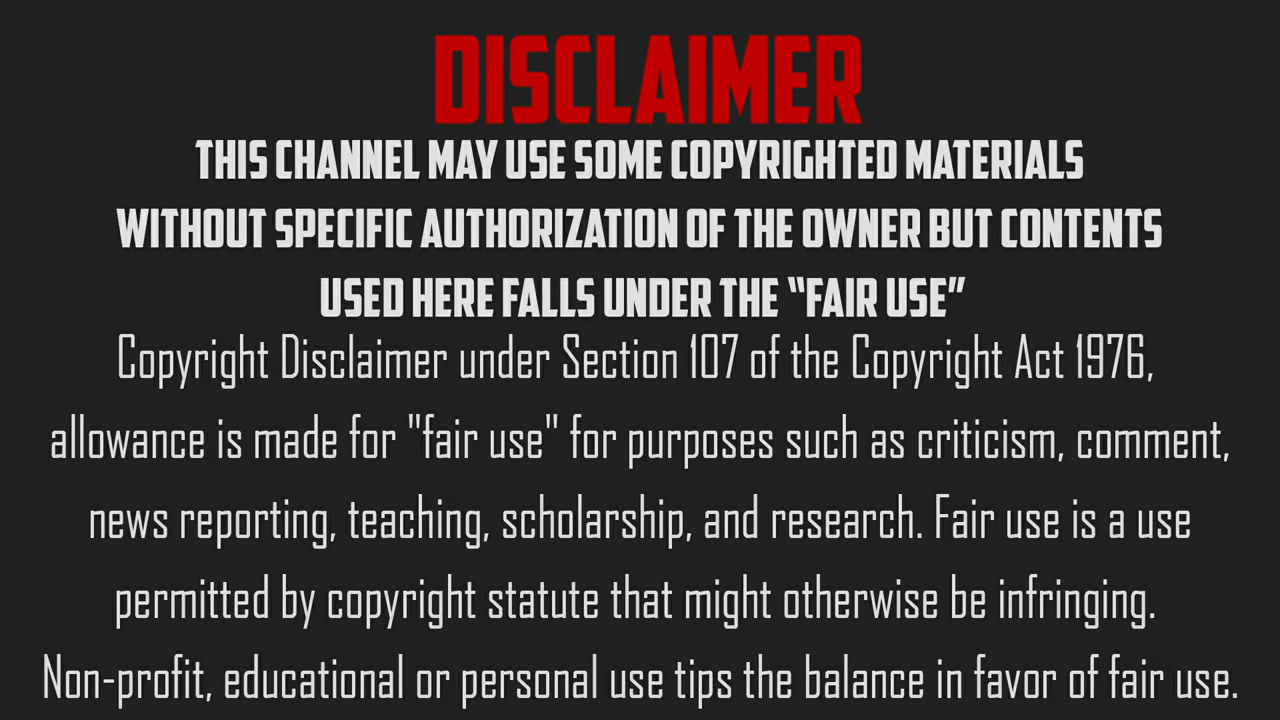 DISCLAIMER
THIS CHANNEL MAY USE SOME COPYRIGHTED MATERIALS
WITHOUT SPECIFIC AUTHORIZATION OF THE OWNER BUT CONTENTS
USED HERE FALLS UNDER THE “FAIR USE”
Copyright Disclaimer under Section 107 of the Copyright Act 1976,
allowance is made for "fair use" for purposes such as criticism, comment,
news reporting, teaching, scholarship, and research. Fair use is a use
permitted by copyright statute that might otherwise be infringing.
Non-profit, educational or personal use tips the balance in favor of fair use.